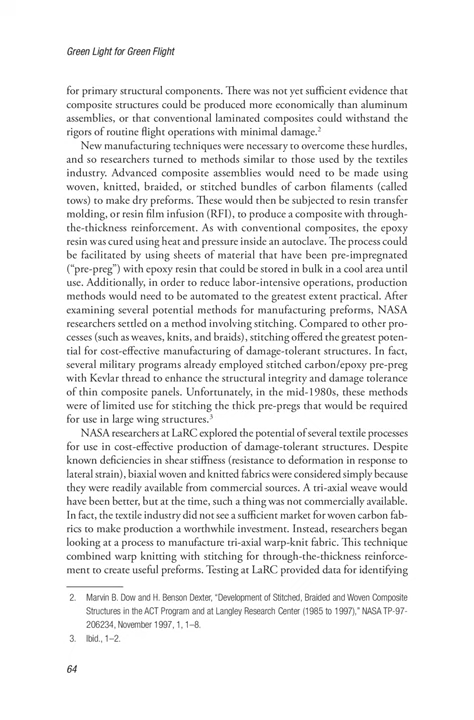 Green Light for Green Flight
for primary structural components. There was not yet sufficient evidence that
composite structures could be produced more economically than aluminum
assemblies, or that conventional laminated composites could withstand the
rigors of routine flight operations with minimal damage.2
New manufacturing techniques were necessary to overcome these hurdles,
and so researchers turned to methods similar to those used by the textiles
industry. Advanced composite assemblies would need to be made using
woven, knitted, braided, or stitched bundles of carbon filaments (called
tows) to make dry preforms. These would then be subjected to resin transfer
molding, or resin film infusion (RFI), to produce a composite with through-
the-thickness reinforcement. As with conventional composites, the epoxy
resin was cured using heat and pressure inside an autoclave. The process could
be facilitated by using sheets of material that have been pre-impregnated
("pre-preg") with epoxy resin that could be stored in bulk in a cool area until
use. Additionally, in order to reduce labor-intensive operations, production
methods would need to be automated to the greatest extent practical. After
examining several potential methods for manufacturing preforms, NASA
researchers settled on a method involving stitching. Compared to other pro-
cesses (such as weaves, knits, and braids), stitching offered the greatest poten-
tial for cost-effective manufacturing of damage-tolerant structures. In fact,
several military programs already employed stitched carbon/epoxy pre-preg
with Kevlar thread to enhance the structural integrity and damage tolerance
of thin composite panels. Unfortunately, in the mid-1980s, these methods
were of limited use for stitching the thick pre-pregs that would be required
for use in large wing structures.3
NASA researchers at LaRC explored the potential of several textile processes
for use in cost-effective production of damage-tolerant structures. Despite
known deficiencies in shear stiffness (resistance to deformation in response to
lateral strain), biaxial woven and knitted fabrics were considered simply because
they were readily available from commercial sources. A tri-axial weave would
have been better, but at the time, such a thing was not commercially available.
In fact, the textile industry did not see a sufficient market for woven carbon fab-
rics to make production a worthwhile investment. Instead, researchers began
looking at a process to manufacture tri-axial warp-knit fabric. This technique
combined warp knitting with stitching for through-the-thickness reinforce-
ment to create useful preforms. Testing at LaRC provided data for identifying
2. Marvin B. Dow and H. Benson Dexter, "Development of Stitched, Braided and Woven Composite
Structures in the ACT Program and at Langley Research Center (1985 to 1997)," NASA TP-97-
206234, November 1997, 1, 1–8.
3. Ibid., 1–2.
64